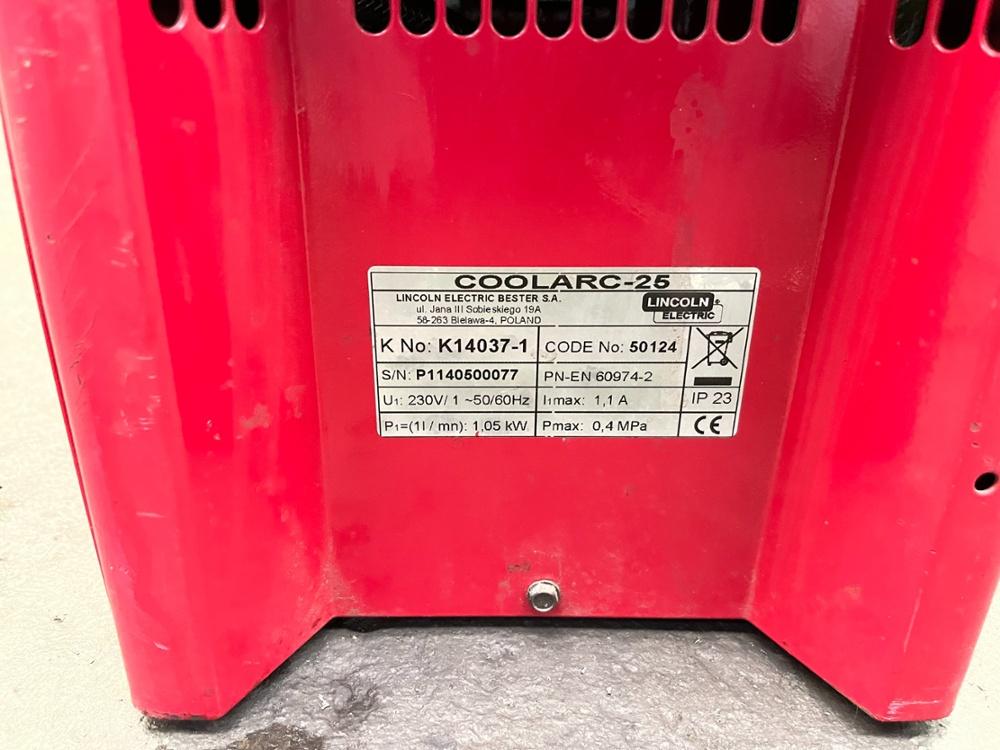 COOLARC-25
LINCOLN ELECTRIC BESTER S.A.
ul. Jana III Sobieskiego 19A
58-263 Bielawa-4, POLAND
LINCOLN
ELECTRIC
K No: K14037-1
CODE No: 50124
S/N: P1140500077
PN-EN 60974-2
U₁: 230V/ 1 ~50/60Hz
I₁max: 1,1 A
IP 23
P₁=(1l / mn): 1,05 kW
Pmax: 0,4 MPa
CE